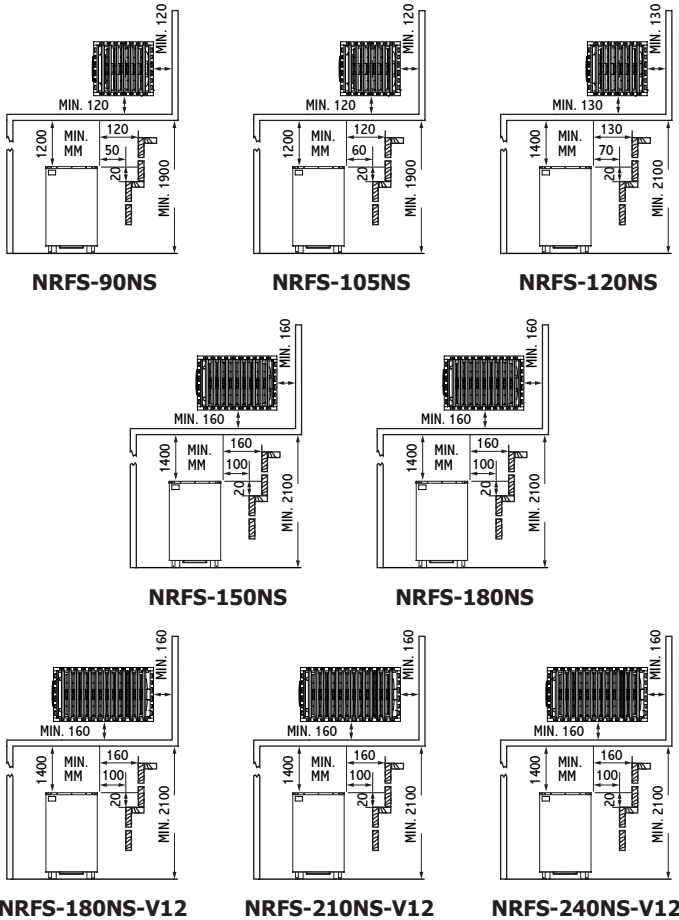 MIN. 120
MIN. 120
1200
MIN.
MM
120
50
20
MIN. 1900
NRFS-90NS
MIN. 120
MIN. 120
1200
MIN.
MM
120
60
20
MIN. 1900
NRFS-105NS
MIN. 130
MIN. 130
1400
MIN.
MM
130
70
20
MIN. 2100
NRFS-120NS
MIN. 160
MIN. 160
1400
MIN.
MM
160
100
20
MIN. 2100
NRFS-150NS
MIN. 160
MIN. 160
1400
MIN.
MM
160
100
20
MIN. 2100
NRFS-180NS
MIN. 160
MIN. 160
1400
MIN.
MM
160
100
20
MIN. 2100
NRFS-180NS-V12
MIN. 160
MIN. 160
1400
MIN.
MM
160
100
20
MIN. 2100
NRFS-210NS-V12
MIN. 160
MIN. 160
1400
MIN.
MM
160
100
20
MIN. 2100
NRFS-240NS-V12